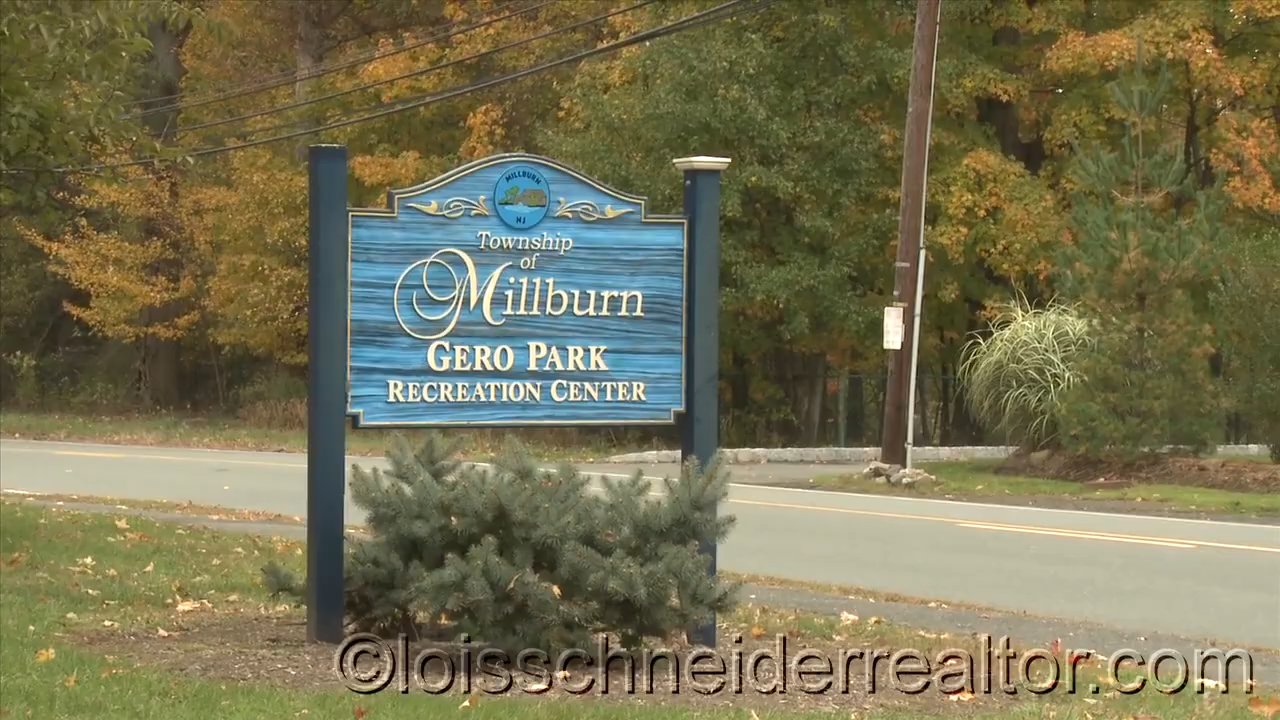 MILLBURN
NJ
Township
of
Millburn
GERO PARK
RECREATION CENTER
©loisschneiderrealtor.com